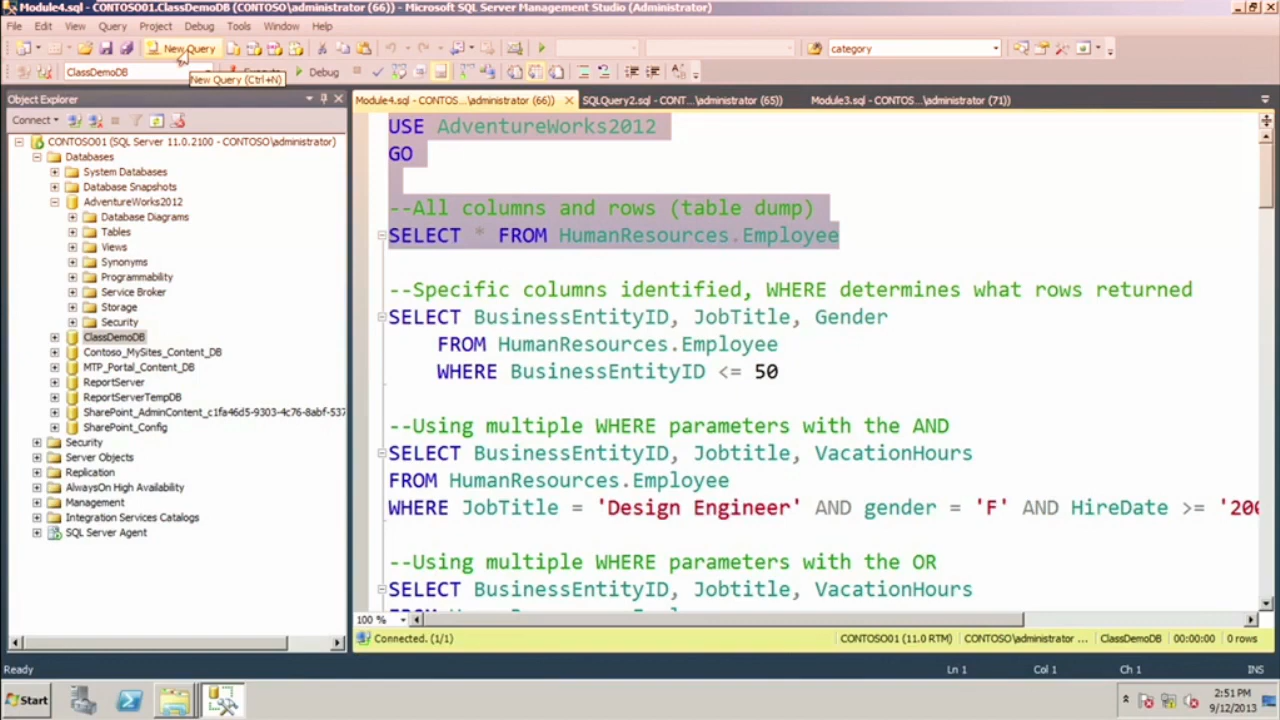 Module4.sql - CONTOSO01.ClassDemoDB (CONTOSO\administrator (66)) - Microsoft SQL Server Management Studio (Administrator)
File Edit View Query Project Debug Tools Window Help
New Query category
ClassDemoDB Debug
New Query (Ctrl+N)
Object Explorer
Module4.sql - CONTOS...\administrator (66)) SQLQuery2.sql - CONT...\administrator (65)) Module3.sql - CONTOS...\administrator (71))
Connect
CONTOSO01 (SQL Server 11.0.2100 - CONTOSO\administrator)
Databases
System Databases
Database Snapshots
AdventureWorks2012
Database Diagrams
Tables
Views
Synonyms
Programmability
Service Broker
Storage
Security
ClassDemoDB
Contoso_MySites_Content_DB
MTP_Portal_Content_DB
ReportServer
ReportServerTempDB
SharePoint_AdminContent_c1fa46d5-9303-4c76-8abf-537
SharePoint_Config
Security
Server Objects
Replication
AlwaysOn High Availability
Management
Integration Services Catalogs
SQL Server Agent
USE AdventureWorks2012
GO
--All columns and rows (table dump)
SELECT * FROM HumanResources.Employee
--Specific columns identified, WHERE determines what rows returned
SELECT BusinessEntityID, JobTitle, Gender
FROM HumanResources.Employee
WHERE BusinessEntityID <= 50
--Using multiple WHERE parameters with the AND
SELECT BusinessEntityID, Jobtitle, VacationHours
FROM HumanResources.Employee
WHERE JobTitle = 'Design Engineer' AND gender = 'F' AND HireDate >= '200
--Using multiple WHERE parameters with the OR
SELECT BusinessEntityID, Jobtitle, VacationHours
100 %
Connected. (1/1) CONTOSO01 (11.0 RTM) CONTOSO\administrator ... ClassDemoDB 00:00:00 0 rows
Ready Ln 1 Col 1 Ch 1 INS
Start 2:51 PM
9/12/2013